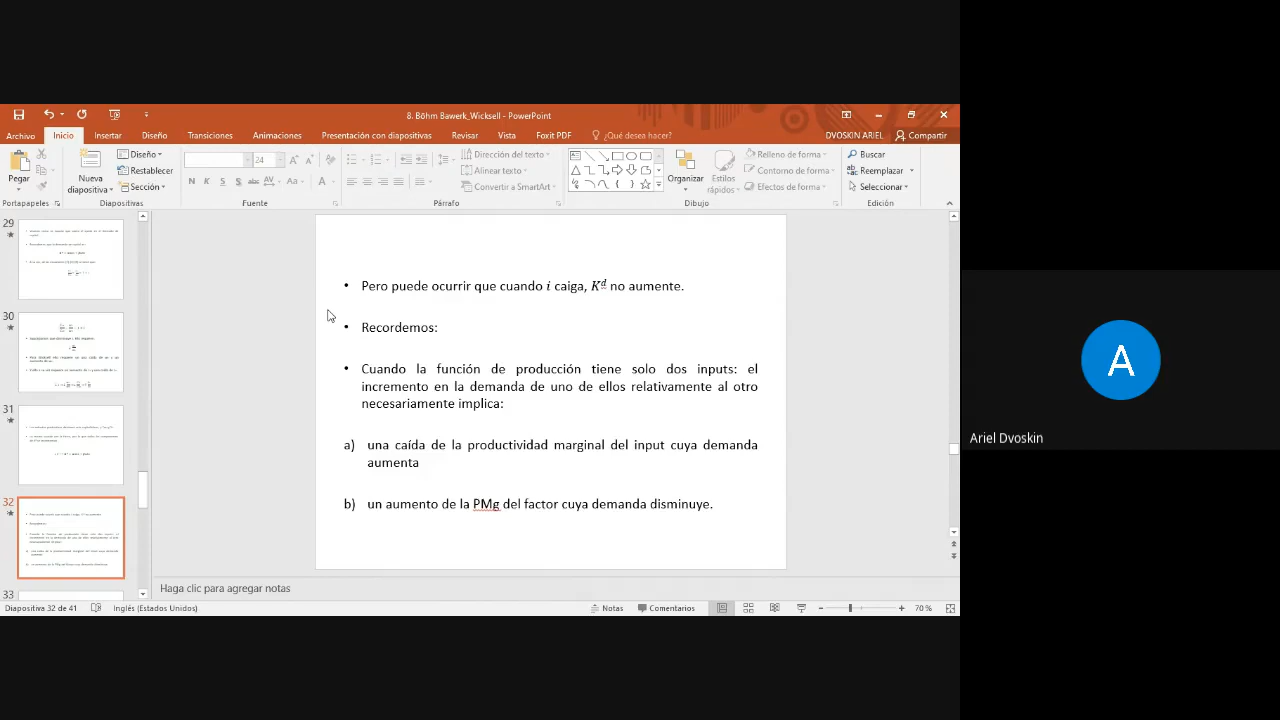 8. Böhm Bawerk_Wicksell - PowerPoint
Archivo Inicio Insertar Diseño Transiciones Animaciones Presentación con diapositivas Revisar Vista Foxit PDF ¿Qué desea hacer? DVOSKIN ARIEL Compartir
Pegar
Nueva diapositiva
Diseño
Restablecer
Sección
24
N K S S abc AV Aa A
Dirección del texto
Alinear texto
Convertir a SmartArt
Organizar
Estilos rápidos
Relleno de forma
Contorno de forma
Efectos de forma
Buscar
Reemplazar
Seleccionar
Portapapeles Diapositivas Fuente Párrafo Dibujo Edición
29
30
31
32
33
• Pero puede ocurrir que cuando i caiga, K^d no aumente.
• Recordemos:
• Cuando la función de producción tiene solo dos inputs: el
incremento en la demanda de uno de ellos relativamente al otro
necesariamente implica:
a) una caída de la productividad marginal del input cuya demanda
aumenta
b) un aumento de la PMg del factor cuya demanda disminuye.
Haga clic para agregar notas
Diapositiva 32 de 41 Inglés (Estados Unidos) Notas Comentarios 70 %
A
Ariel Dvoskin